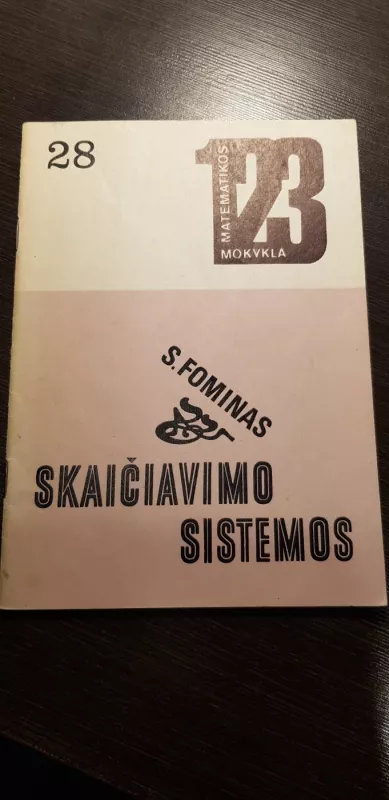 28
123
MATEMATIKOS
MOKYKLA
S. FOMINAS
SKAIČIAVIMO
SISTEMOS